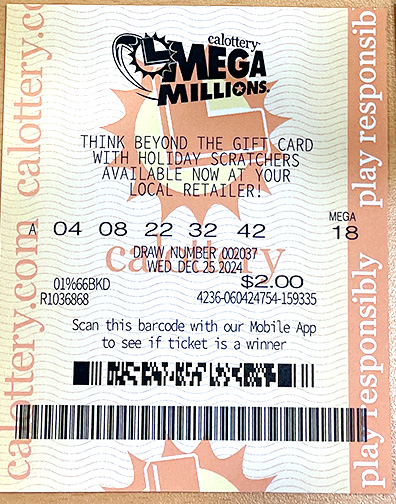 calottery
MEGA
MILLIONS.
THINK BEYOND THE GIFT CARD
WITH HOLIDAY SCRATCHERS
AVAILABLE NOW AT YOUR
LOCAL RETAILER!
MEGA
A 04 08 22 32 42 18
calottery
DRAW NUMBER 002037
WED DEC 25 2024
01%66BKD $2.00
R1036868 4236-060424754-159335
Scan this barcode with our Mobile App
to see if ticket is a winner
calottery.com calottery.co
play responsibly play responsib